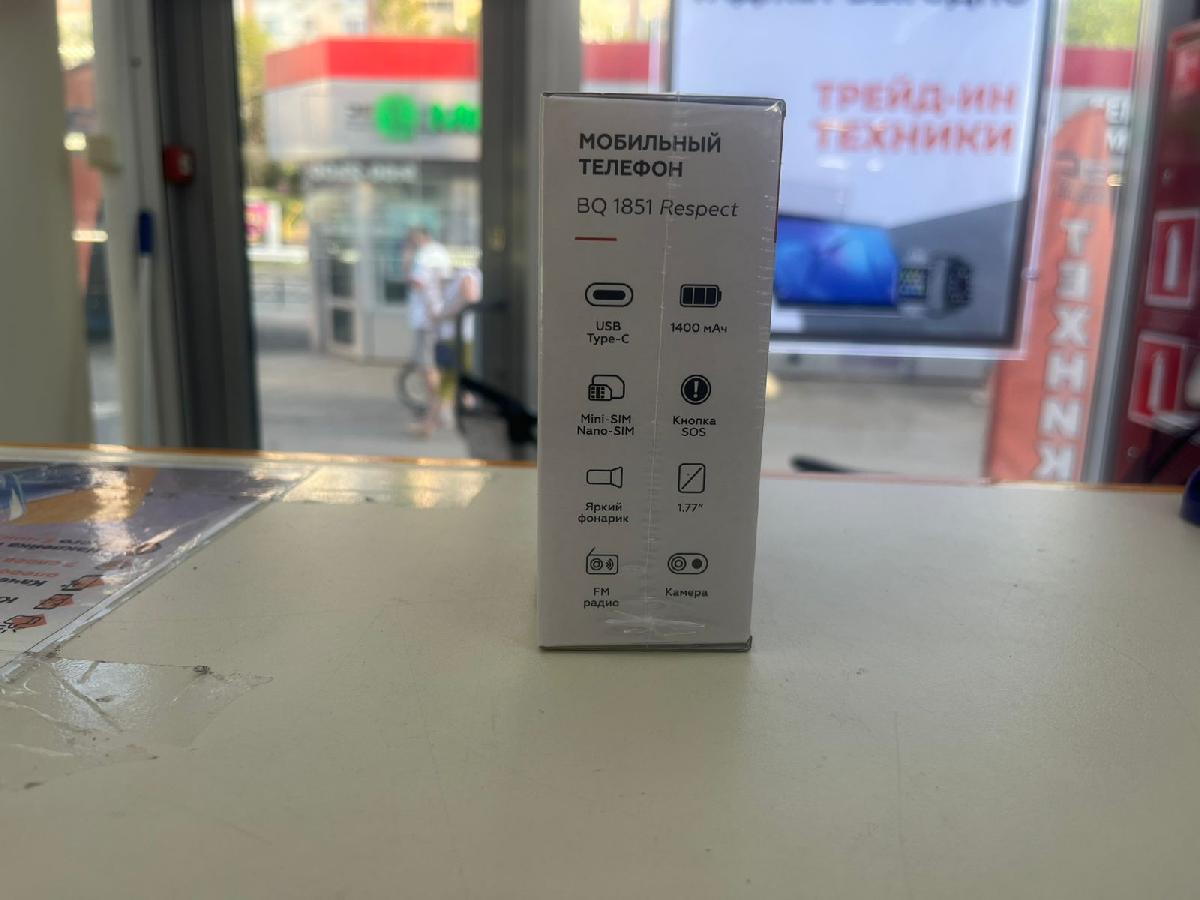 МОБИЛЬНЫЙ
ТЕЛЕФОН
BQ 1851 Respect
USB
Type-C
1400 мАч
Mini-SIM
Nano-SIM
Кнопка
SOS
Яркий
фонарик
1.77"
FM
радио
Камера
ТРЕЙД-ИН
ТЕХНИКИ